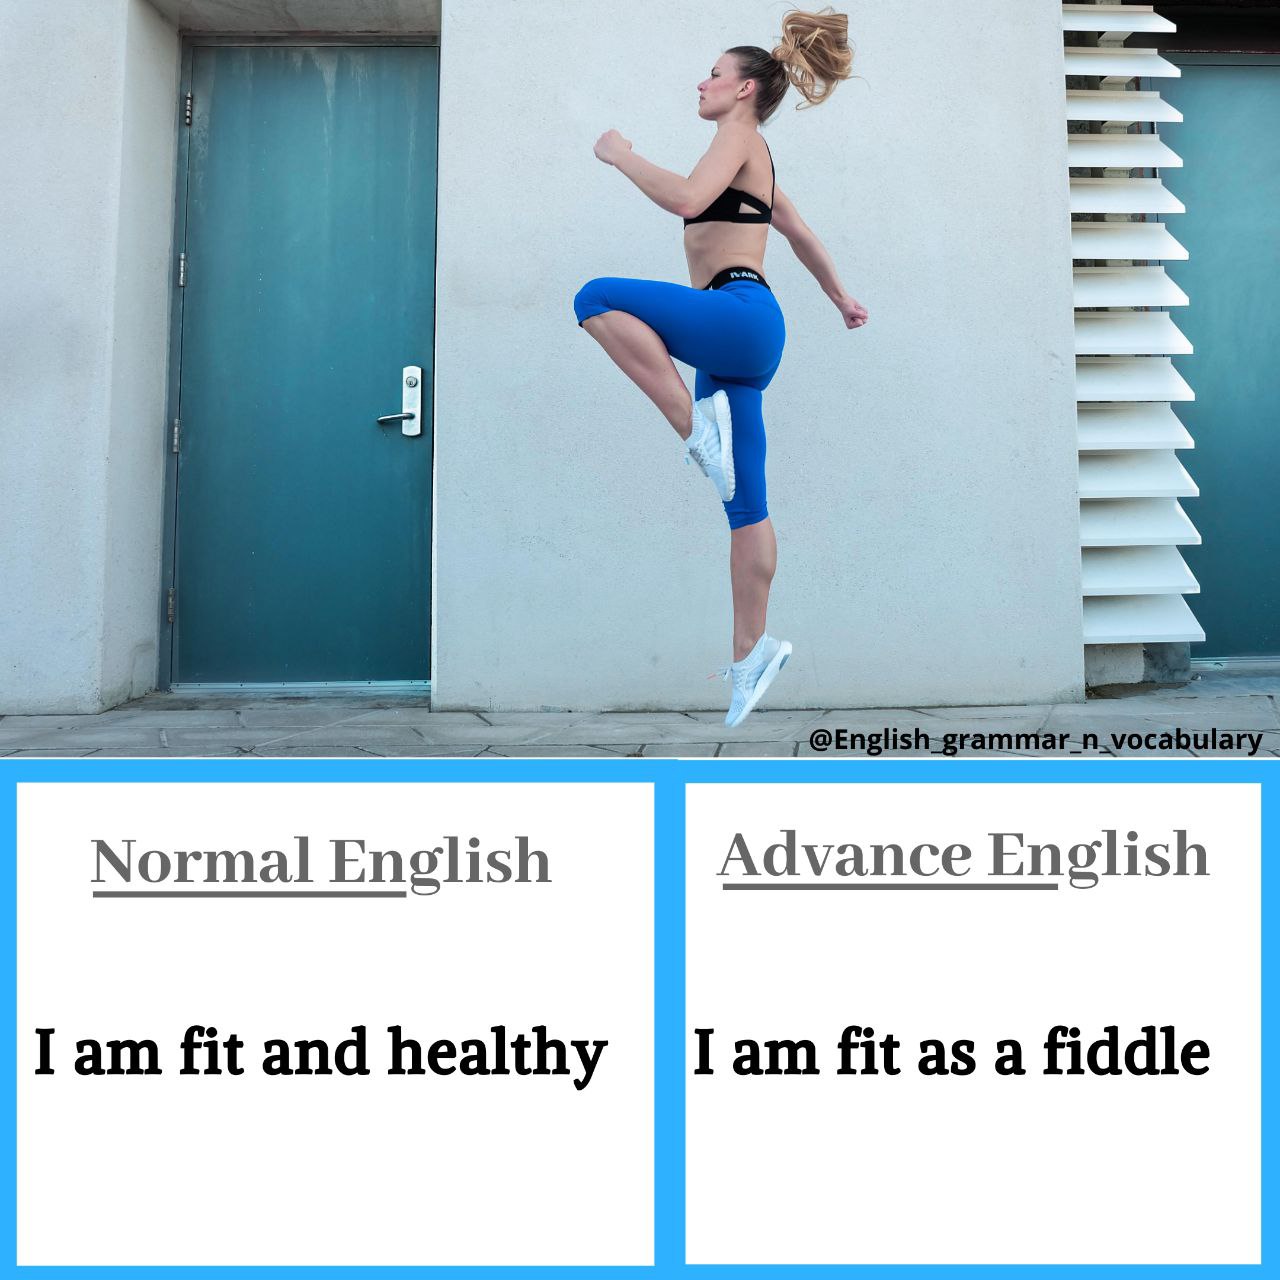 @English_grammar_n_vocabulary
Normal English
I am fit and healthy
Advance English
I am fit as a fiddle